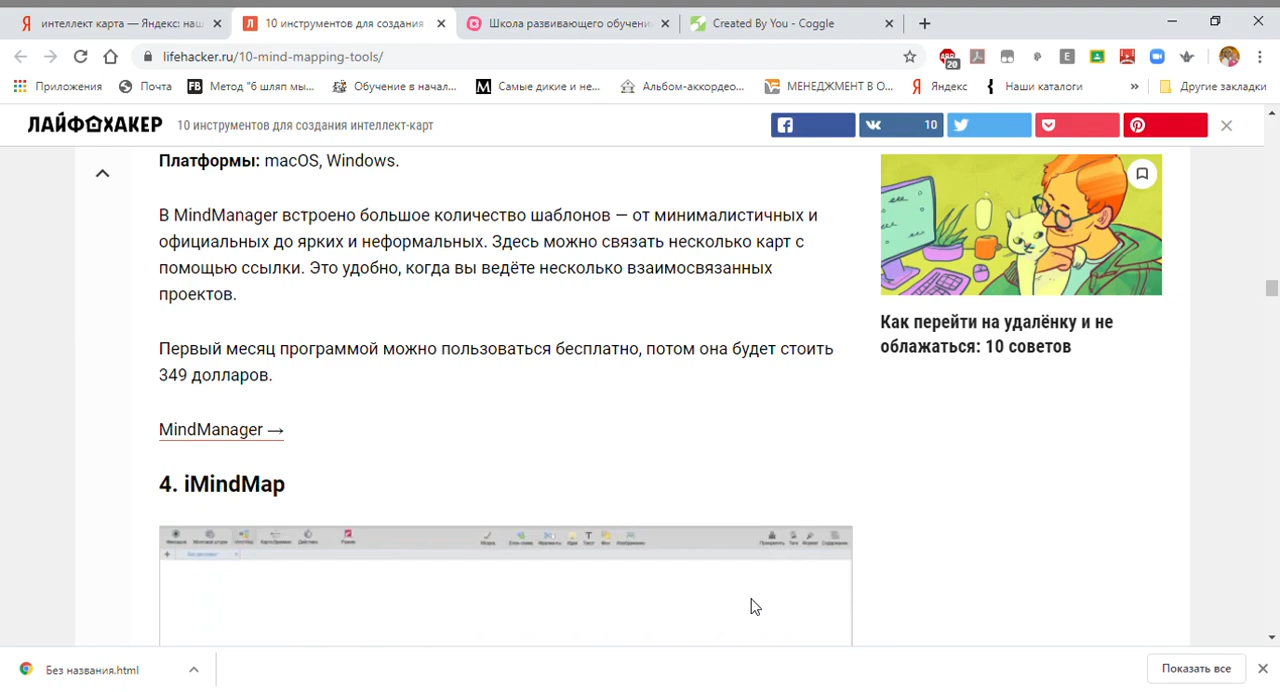 интеллект карта — Яндекс: наш
10 инструментов для создания
Школа развивающего обучени
Created By You - Coggle
lifehacker.ru/10-mind-mapping-tools/
20
E
Приложения
Почта
FB Метод "6 шляп мы...
Обучение в начал...
M Самые дикие и не...
Альбом-аккордео...
МЕНЕДЖМЕНТ В О...
Яндекс
Наши каталоги
»
Другие закладки
ЛАЙФХАКЕР
10 инструментов для создания интеллект-карт
10
Платформы: macOS, Windows.
В MindManager встроено большое количество шаблонов — от минималистичных и
официальных до ярких и неформальных. Здесь можно связать несколько карт с
помощью ссылки. Это удобно, когда вы ведёте несколько взаимосвязанных
проектов.
Первый месяц программой можно пользоваться бесплатно, потом она будет стоить
349 долларов.
MindManager →
4. iMindMap
Как перейти на удалёнку и не
облажаться: 10 советов
Без названия.html
Показать все